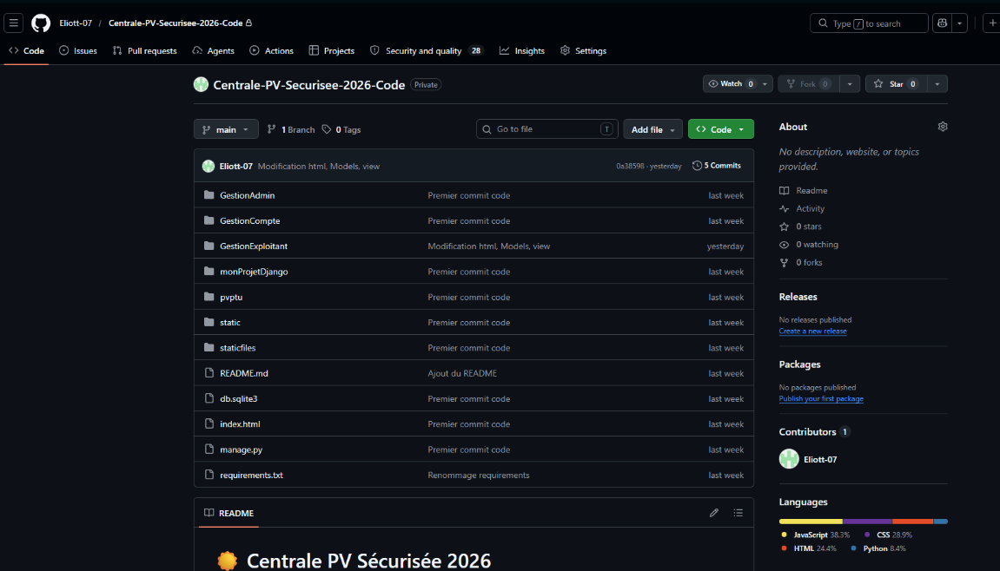 Eliott-07 / Centrale-PV-Securisee-2026-Code
Type / to search
Code Issues Pull requests Agents Actions Projects Security and quality 28 Insights Settings
Centrale-PV-Securisee-2026-Code Private
Watch 0 Fork 0 Star 0
main 1 Branch 0 Tags Go to file T Add file Code
Eliott-07 Modification html, Models, view 0a38598 · yesterday 5 Commits
GestionAdmin Premier commit code last week
GestionCompte Premier commit code last week
GestionExploitant Modification html, Models, view yesterday
monProjetDjango Premier commit code last week
pvptu Premier commit code last week
static Premier commit code last week
staticfiles Premier commit code last week
README.md Ajout du README last week
db.sqlite3 Premier commit code last week
index.html Premier commit code last week
manage.py Premier commit code last week
requirements.txt Renommage requirements last week
README
Centrale PV Sécurisée 2026
About
No description, website, or topics
provided.
Readme
Activity
0 stars
0 watching
0 forks
Releases
No releases published
Create a new release
Packages
No packages published
Publish your first package
Contributors 1
Eliott-07
Languages
JavaScript 38.3% CSS 28.9%
HTML 24.4% Python 8.4%